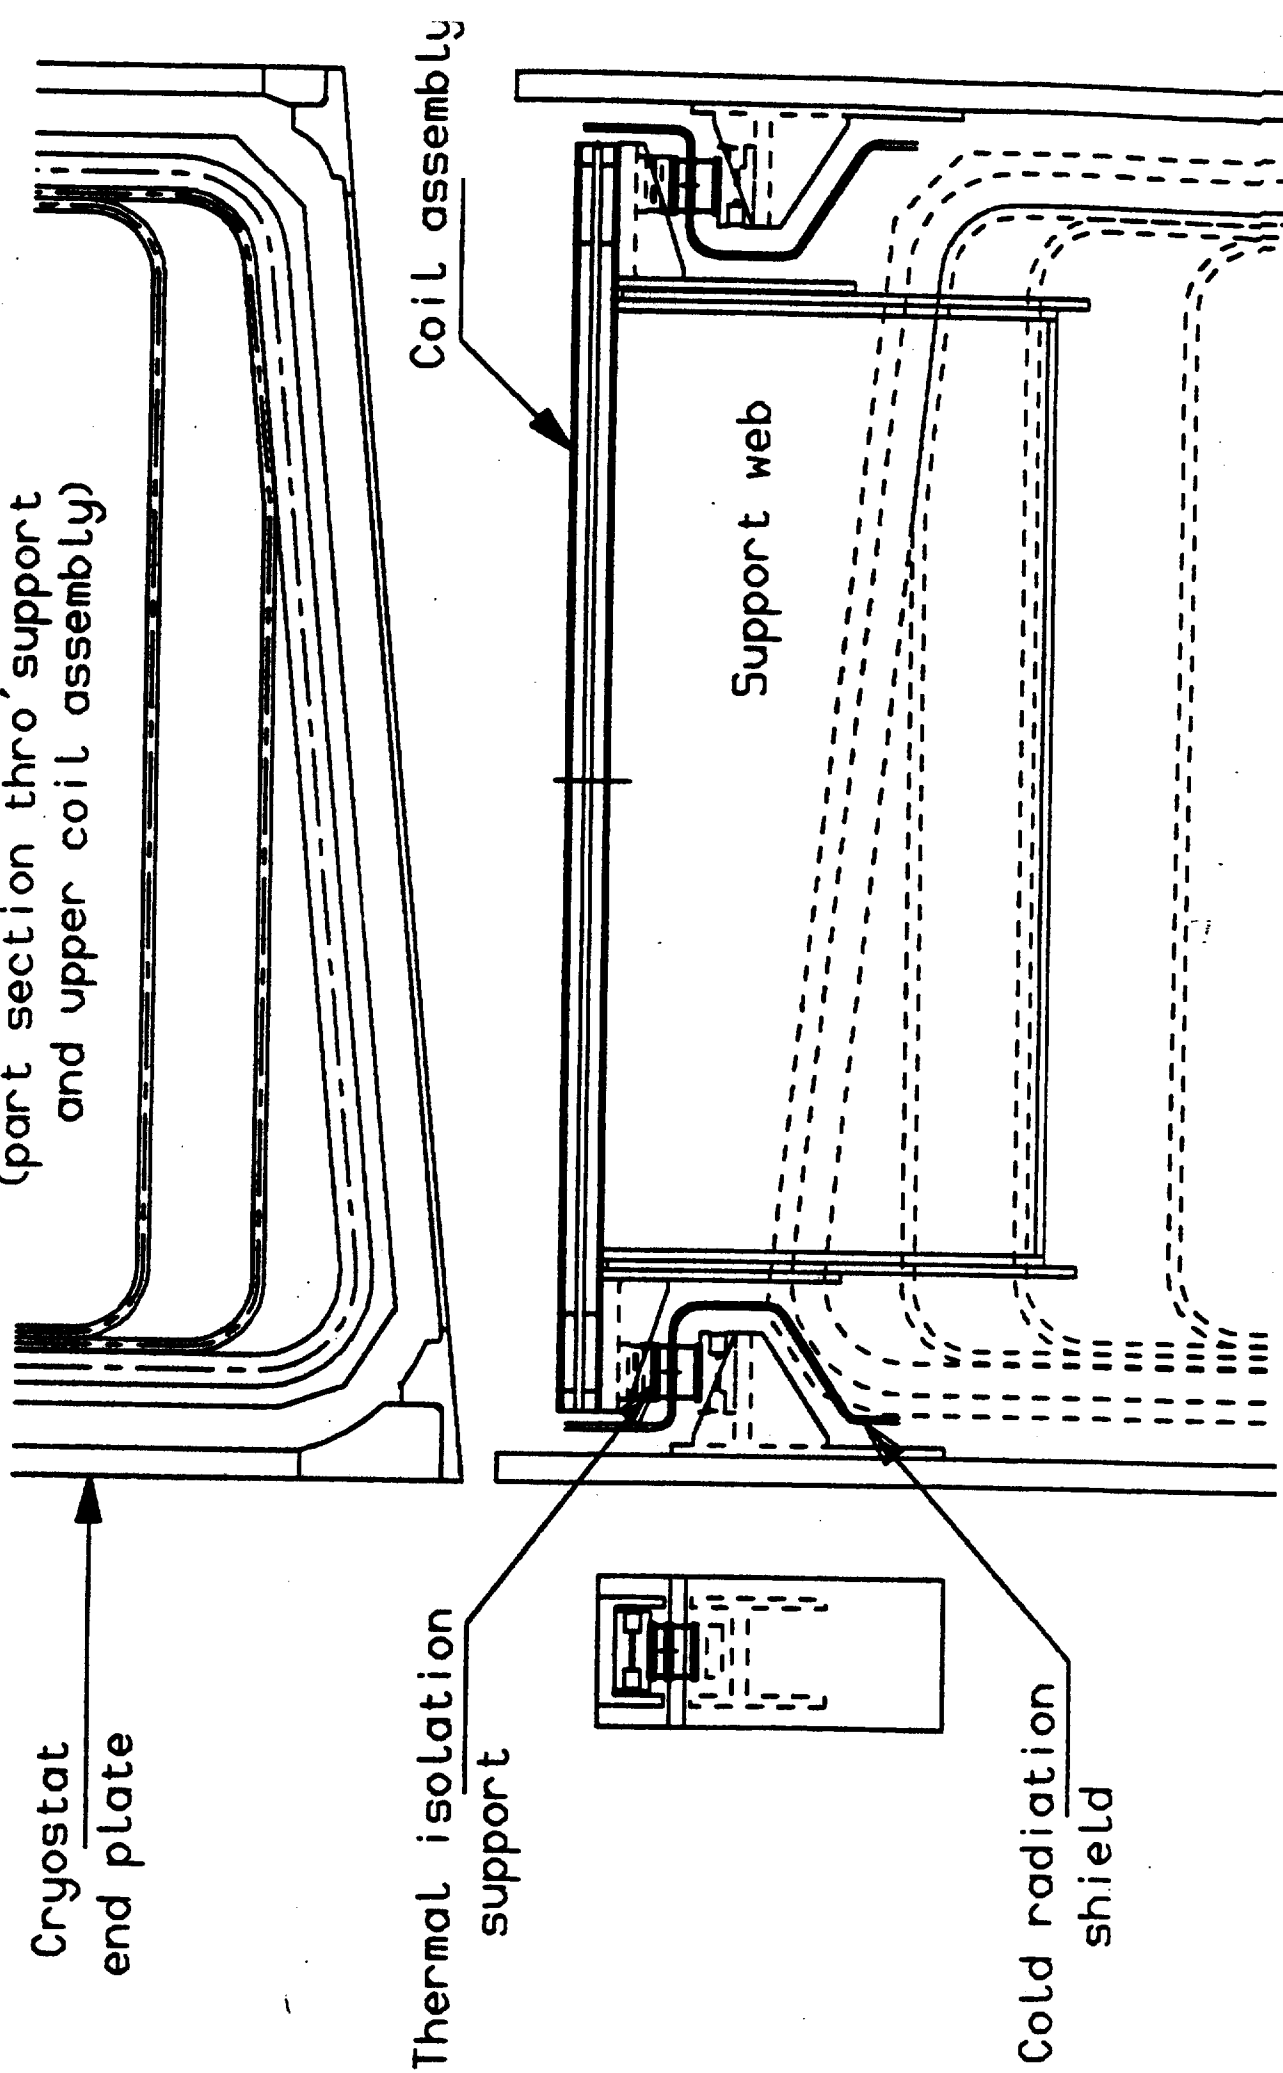 (part section thro' support
and upper coil assembly)
Coil assembly
Support web
Cryostat
end plate
Thermal isolation
support
Cold radiation
shield